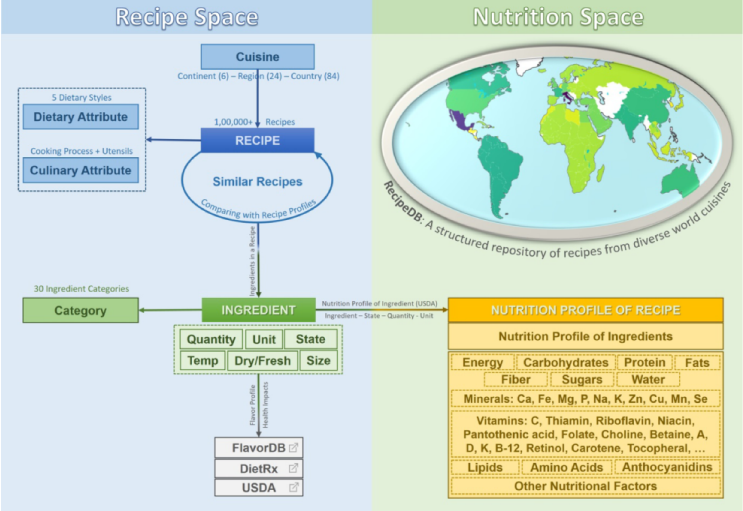 Recipe Space
Nutrition Space
Cuisine
Continent (6) – Region (24) – Country (84)
5 Dietary Styles
Dietary Attribute
Cooking Process + Utensils
Culinary Attribute
1,00,000+ Recipes
RECIPE
Similar Recipes
Comparing with Recipe Profiles
RecipeDB: A structured repository of recipes from diverse world cuisines
Ingredients in a Recipe
30 Ingredient Categories
Category
INGREDIENT
Nutrition Profile of Ingredient (USDA)
Ingredient – State – Quantity - Unit
Quantity Unit State
Temp Dry/Fresh Size
Flavor Profile
Health Impacts
FlavorDB
DietRx
USDA
NUTRITION PROFILE OF RECIPE
Nutrition Profile of Ingredients
Energy Carbohydrates Protein Fats
Fiber Sugars Water
Minerals: Ca, Fe, Mg, P, Na, K, Zn, Cu, Mn, Se
Vitamins: C, Thiamin, Riboflavin, Niacin,
Pantothenic acid, Folate, Choline, Betaine, A,
D, K, B-12, Retinol, Carotene, Tocopheral, ...
Lipids Amino Acids Anthocyanidins
Other Nutritional Factors